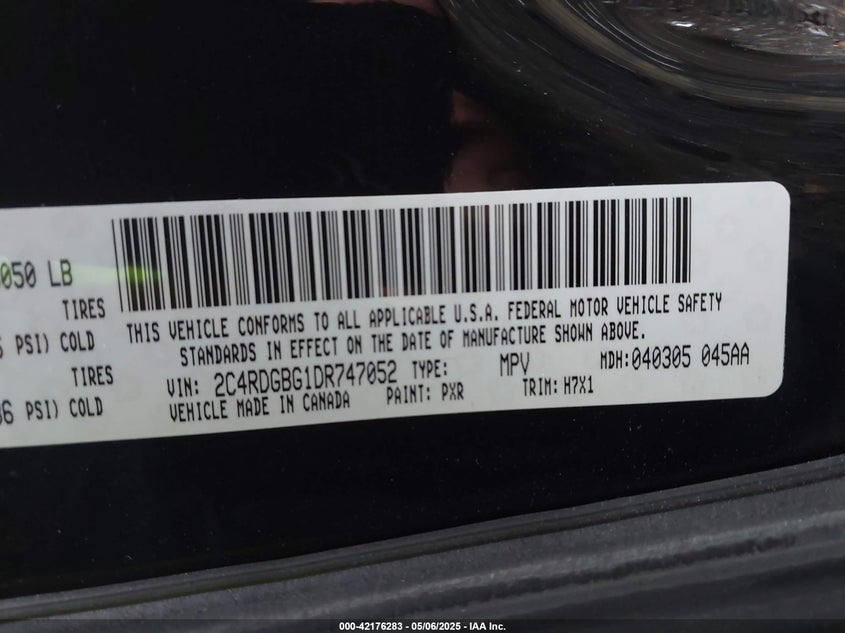 050 LB
TIRES
PSI) COLD
TIRES
PSI) COLD
THIS VEHICLE CONFORMS TO ALL APPLICABLE U.S.A. FEDERAL MOTOR VEHICLE SAFETY
STANDARDS IN EFFECT ON THE DATE OF MANUFACTURE SHOWN ABOVE.
VIN: 2C4RDGBG1DR747052 TYPE: MPV MDH:040305 045AA
VEHICLE MADE IN CANADA PAINT: PXR TRIM: H7X1
000-42176283 - 05/06/2025 - IAA Inc.